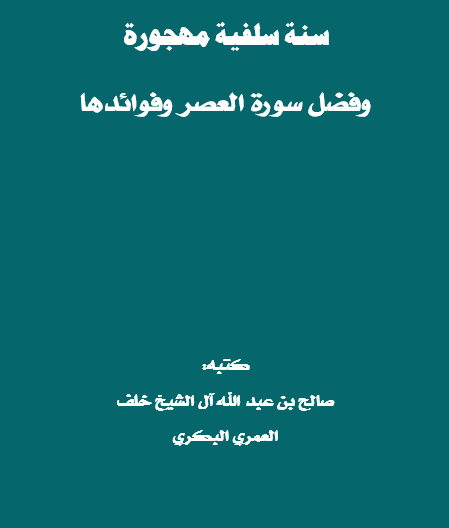 سنة سلفية مهجورة
وفضل سورة العصر وفوائدها
كتبه:
صالح بن عبد الله آل الشيخ خلف
العمري البكري